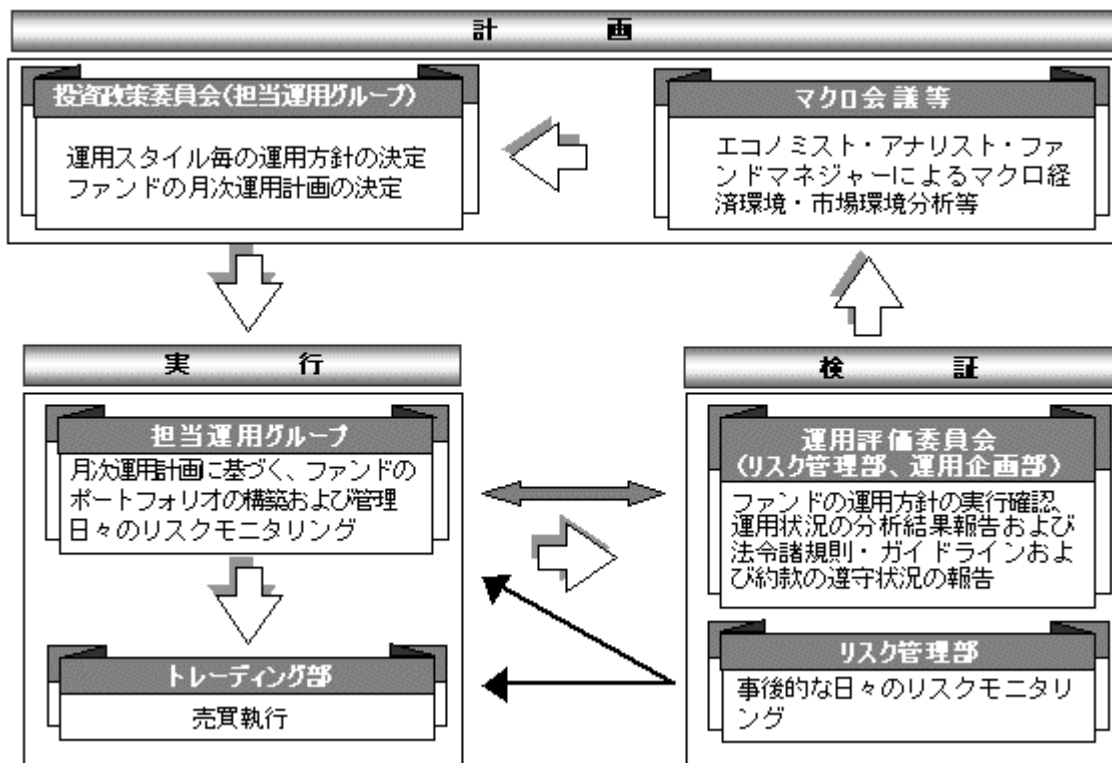 計 画
投資政策委員会(担当運用グループ)
運用スタイル毎の運用方針の決定
ファンドの月次運用計画の決定
マクロ会議等
エコノミスト・アナリスト・ファ
ンドマネジャーによるマクロ経
済環境・市場環境分析等
実 行
担当運用グループ
月次運用計画に基づく、ファンドの
ポートフォリオの構築および管理
日々のリスクモニタリング
トレーディング部
売買執行
検 証
運用評価委員会
(リスク管理部、運用企画部)
ファンドの運用方針の実行確認、
運用状況の分析結果報告および
法令諸規則・ガイドラインおよ
び約款の遵守状況の報告
リスク管理部
事後的な日々のリスクモニタリ
ング